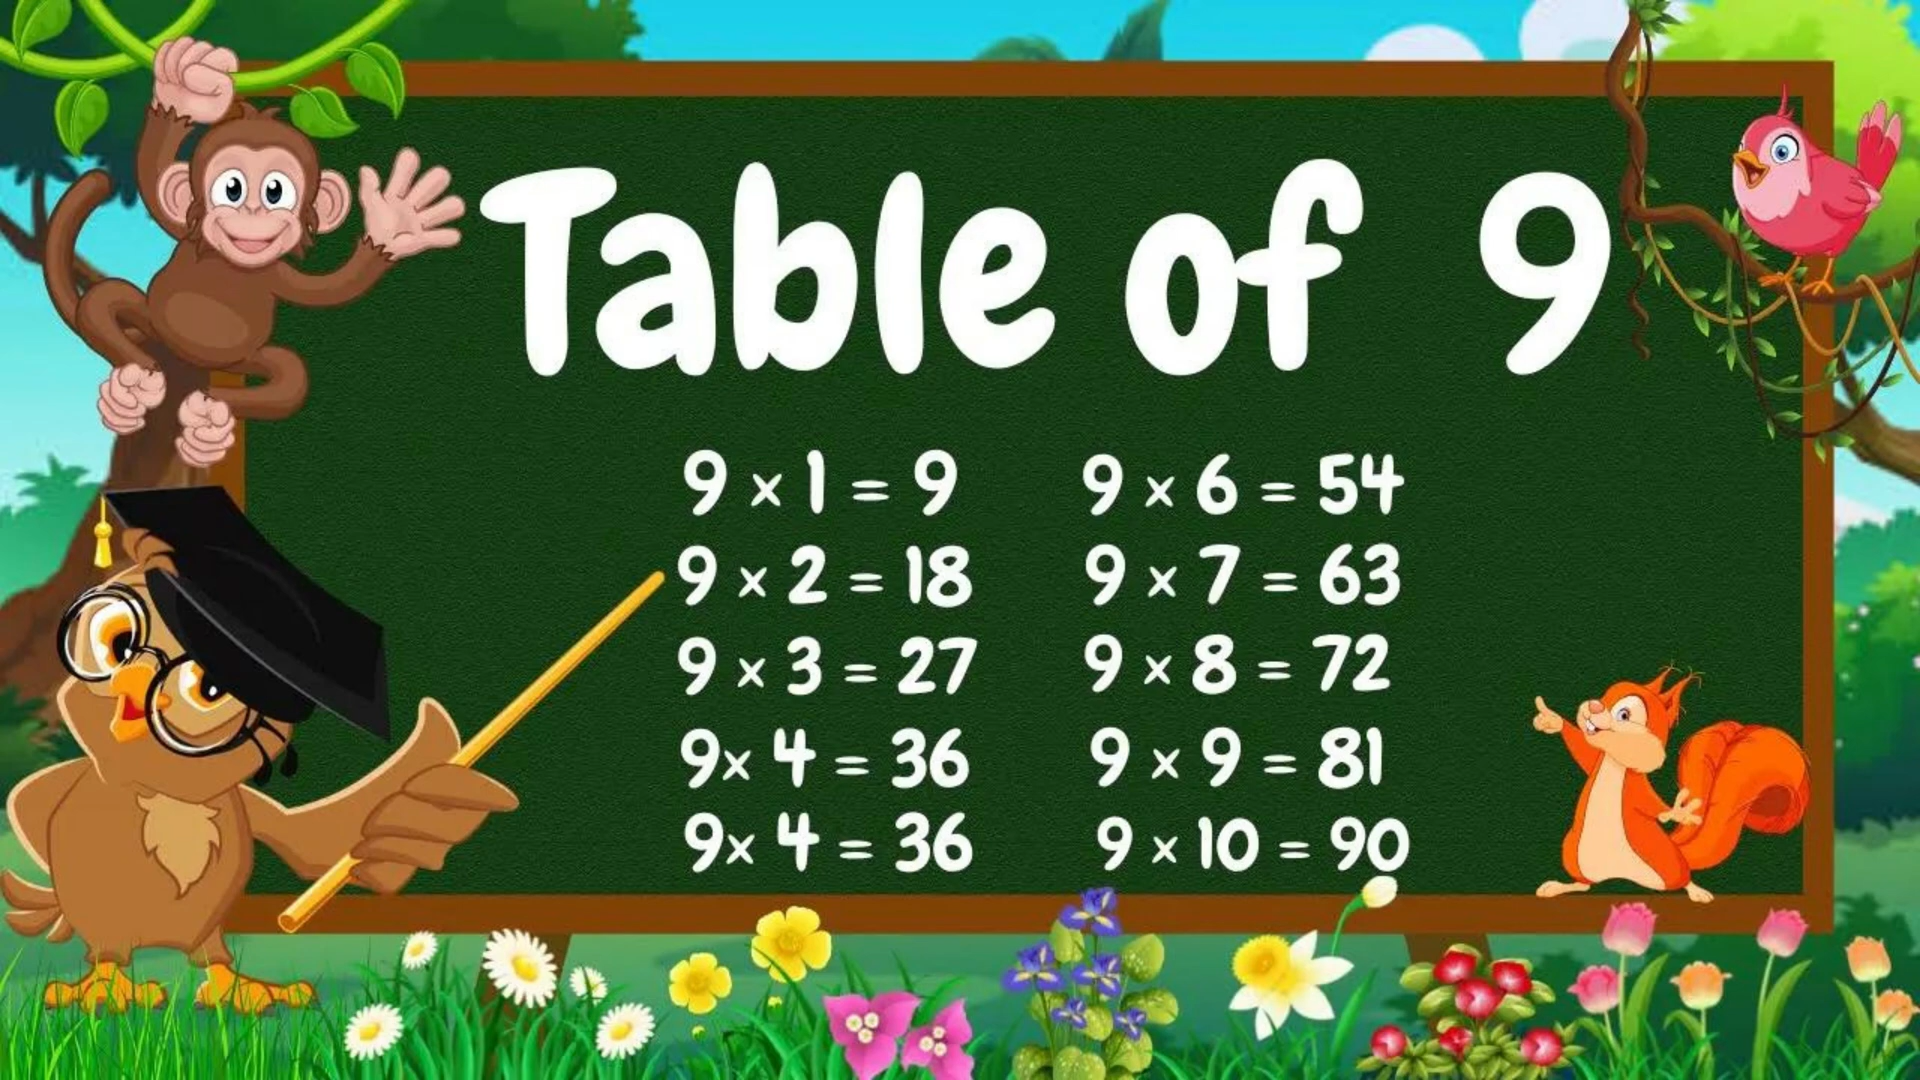 Table of 9
9 × 1 = 9
9 × 2 = 18
9 × 3 = 27
9× 4 = 36
9× 4 = 36
9 × 6 = 54
9 × 7 = 63
9 × 8 = 72
9 × 9 = 81
9 × 10 = 90